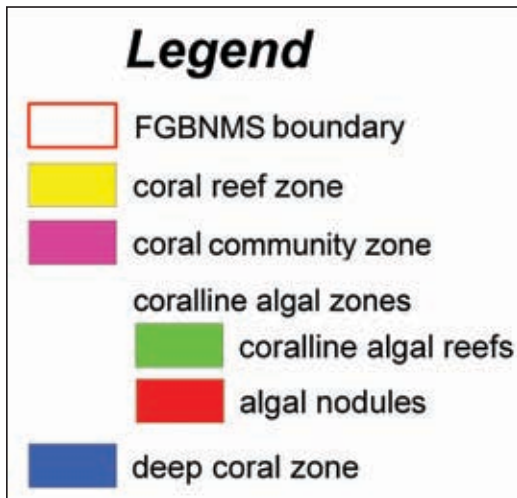 Legend
FGBNMS boundary
coral reef zone
coral community zone
coralline algal zones
coralline algal reefs
algal nodules
deep coral zone